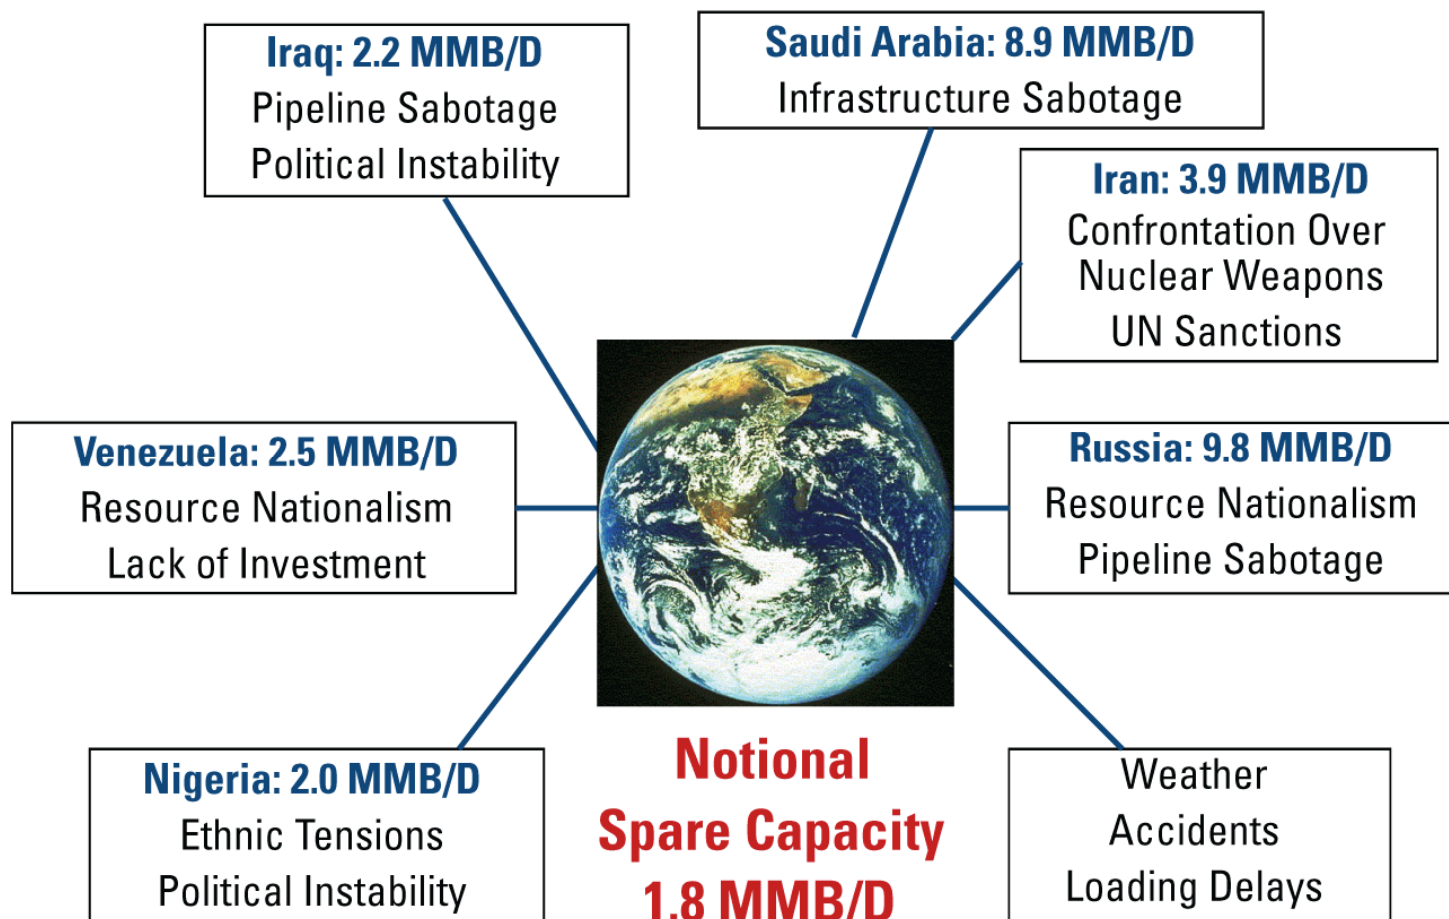 Iraq: 2.2 MMB/D
Pipeline Sabotage
Political Instability
Saudi Arabia: 8.9 MMB/D
Infrastructure Sabotage
Iran: 3.9 MMB/D
Confrontation Over
Nuclear Weapons
UN Sanctions
Venezuela: 2.5 MMB/D
Resource Nationalism
Lack of Investment
Russia: 9.8 MMB/D
Resource Nationalism
Pipeline Sabotage
Nigeria: 2.0 MMB/D
Ethnic Tensions
Political Instability
Notional
Spare Capacity
1.8 MMB/D
Weather
Accidents
Loading Delays